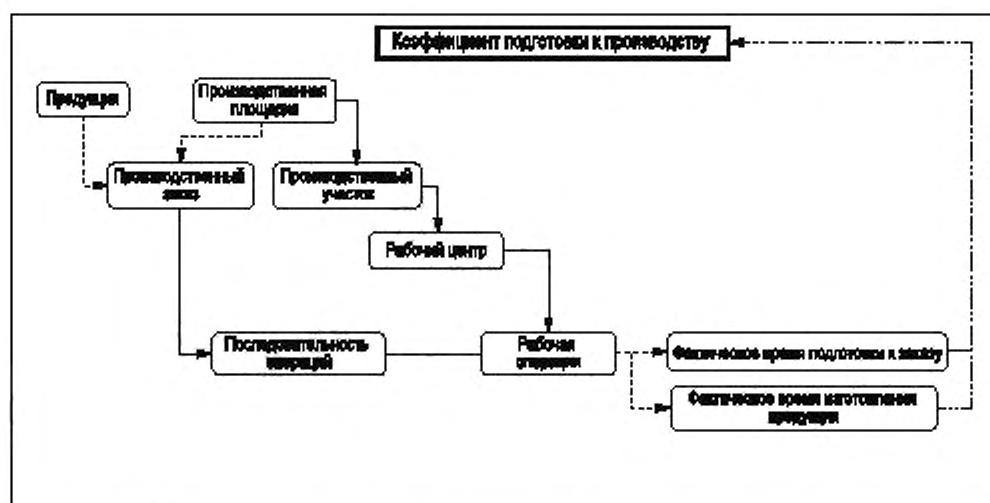 Коэффициент подготовки к производству
Продукция
Производственная
площадка
Производственный
заказ
Производственный
участок
Рабочий центр
Последовательность
операций
Рабочая
операция
Фактическое время подготовки к заказу
Фактическое время изготовления
продукции